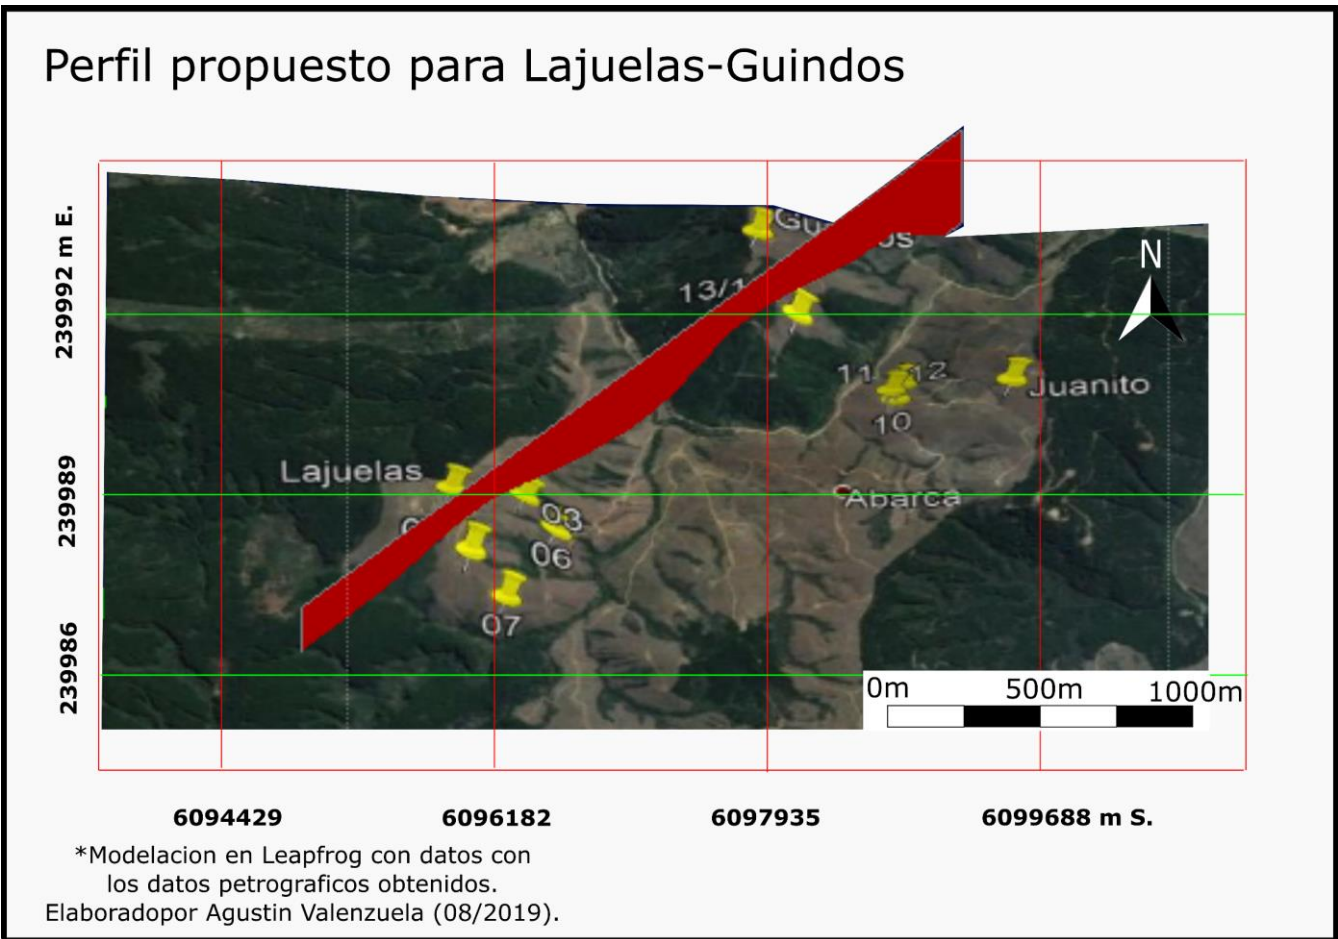 Perfil propuesto para Lajuelas-Guindos
239992 m E.
239989
239986
N
13/1
11
12
Juanito
10
Lajuelas
Abarca
03
06
07
0m 500m 1000m
6094429 6096182 6097935 6099688 m S.
*Modelacion en Leapfrog con datos con
los datos petrograficos obtenidos.
Elaboradopor Agustin Valenzuela (08/2019).